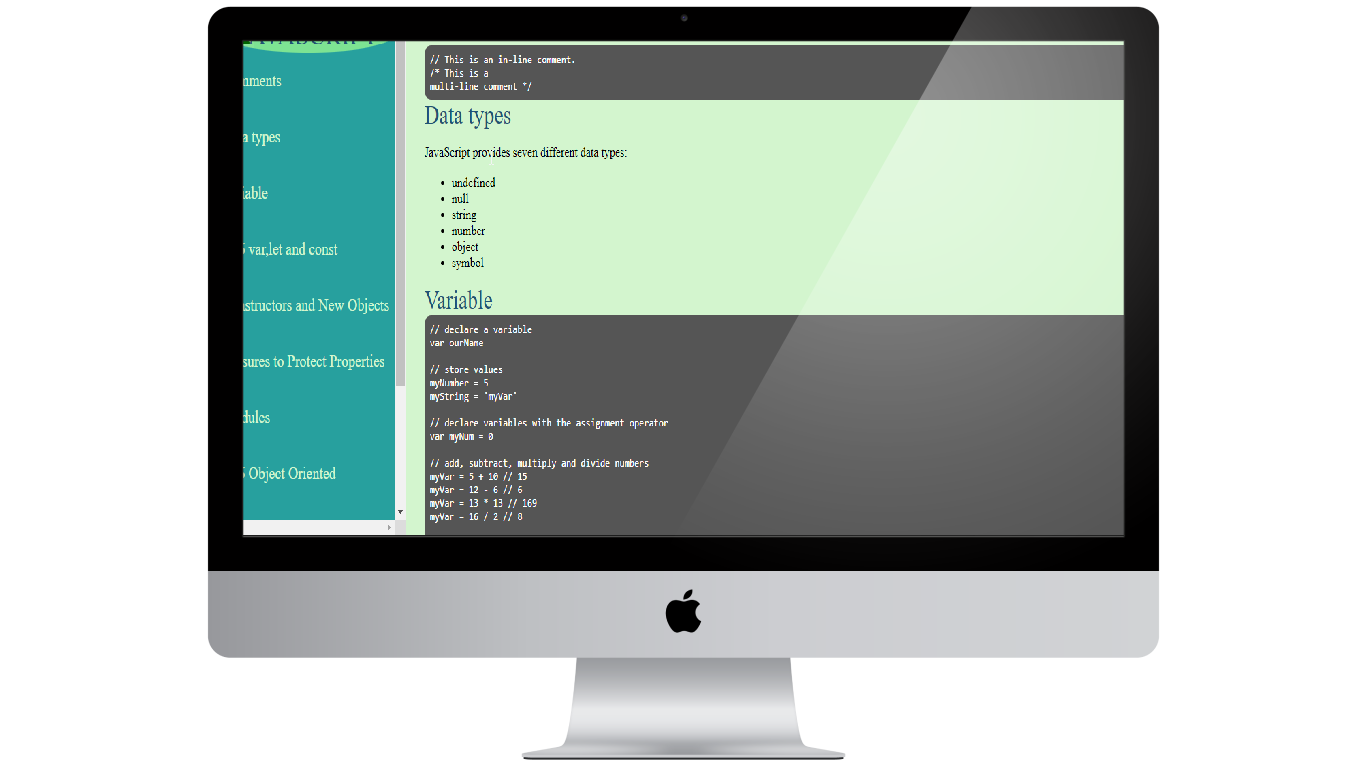 nments
a types
iable
var,let and const
nstructors and New Objects
sures to Protect Properties
dules
Object Oriented
// This is an in-line comment.
/* This is a
multi-line comment */
Data types
JavaScript provides seven different data types:
undefined
null
string
number
object
symbol
Variable
// declare a variable
var ourName
// store values
myNumber = 5
myString = "myVar"
// declare variables with the assignment operator
var myNum = 0
// add, subtract, multiply and divide numbers
myVar = 5 + 10 // 15
myVar = 12 - 6 // 6
myVar = 13 * 13 // 169
myVar = 16 / 2 // 8